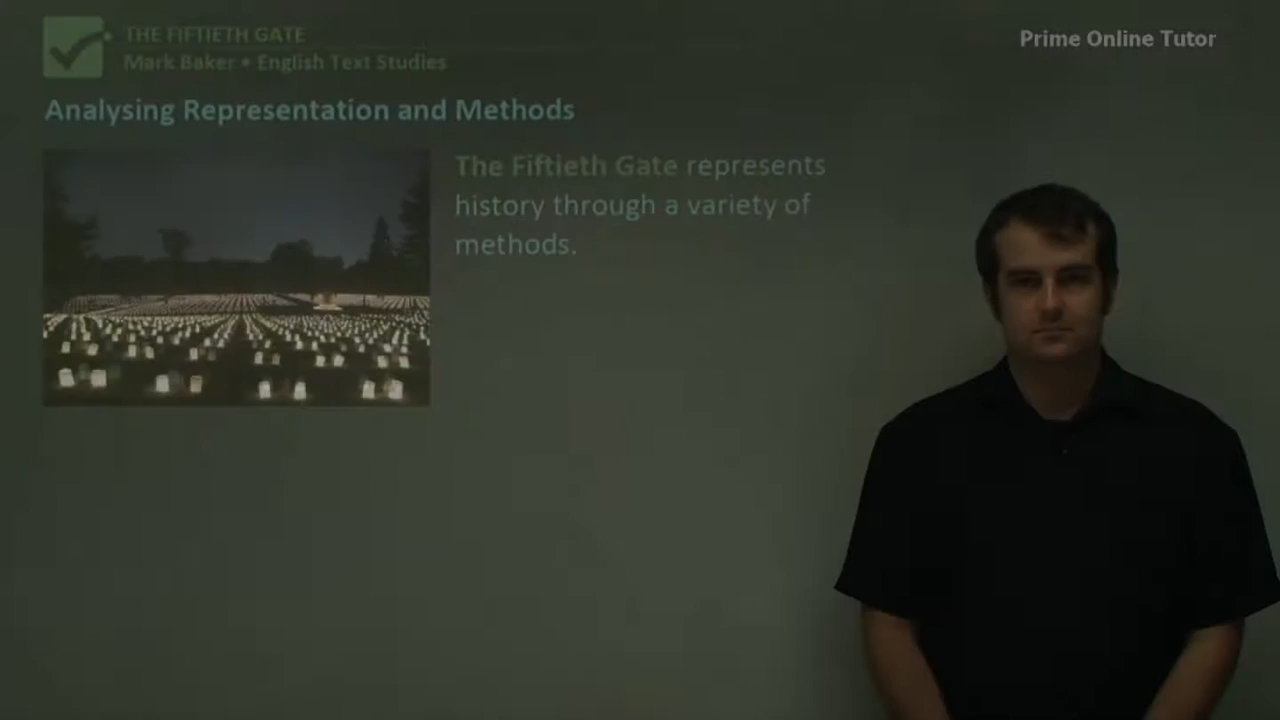 THE FIFTIETH GATE
Prime Online Tutor
Mark Baker • English Text Studies
Analysing Representation and Methods
The Fiftieth Gate represents
history through a variety of
methods.